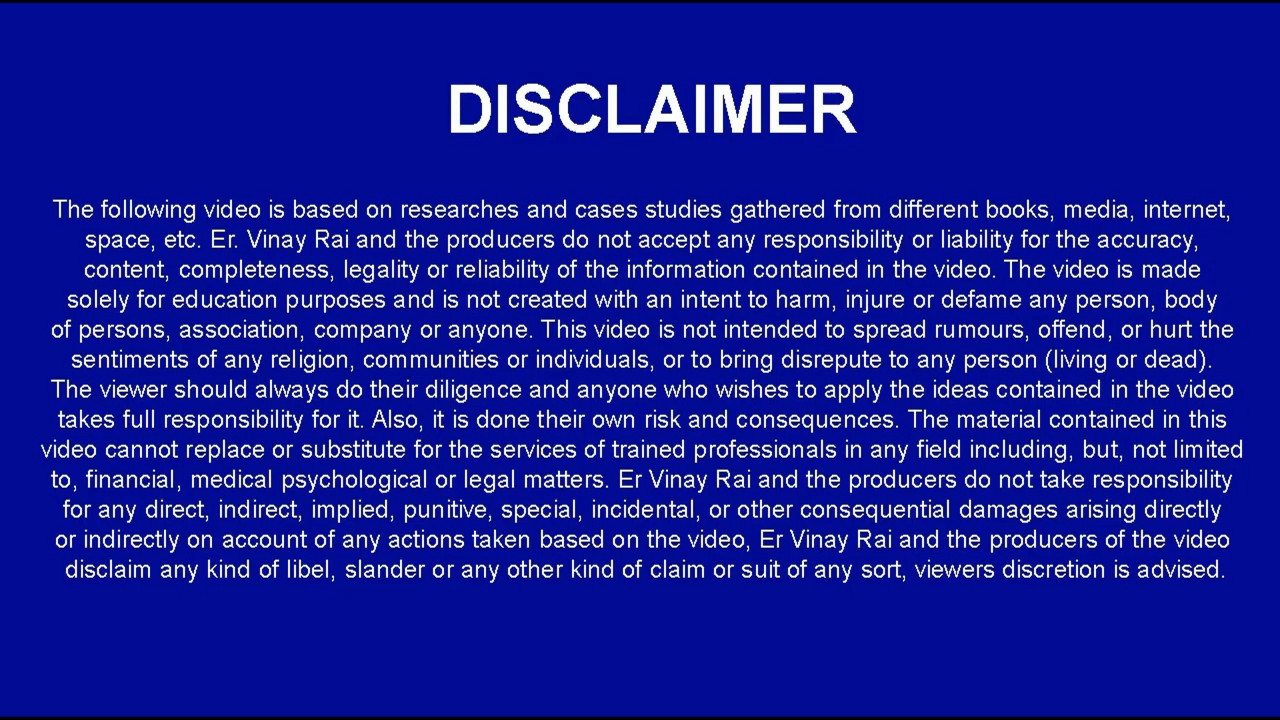 DISCLAIMER
The following video is based on researches and cases studies gathered from different books, media, internet,
space, etc. Er. Vinay Rai and the producers do not accept any responsibility or liability for the accuracy,
content, completeness, legality or reliability of the information contained in the video. The video is made
solely for education purposes and is not created with an intent to harm, injure or defame any person, body
of persons, association, company or anyone. This video is not intended to spread rumours, offend, or hurt the
sentiments of any religion, communities or individuals, or to bring disrepute to any person (living or dead).
The viewer should always do their diligence and anyone who wishes to apply the ideas contained in the video
takes full responsibility for it. Also, it is done their own risk and consequences. The material contained in this
video cannot replace or substitute for the services of trained professionals in any field including, but, not limited
to, financial, medical psychological or legal matters. Er Vinay Rai and the producers do not take responsibility
for any direct, indirect, implied, punitive, special, incidental, or other consequential damages arising directly
or indirectly on account of any actions taken based on the video, Er Vinay Rai and the producers of the video
disclaim any kind of libel, slander or any other kind of claim or suit of any sort, viewers discretion is advised.